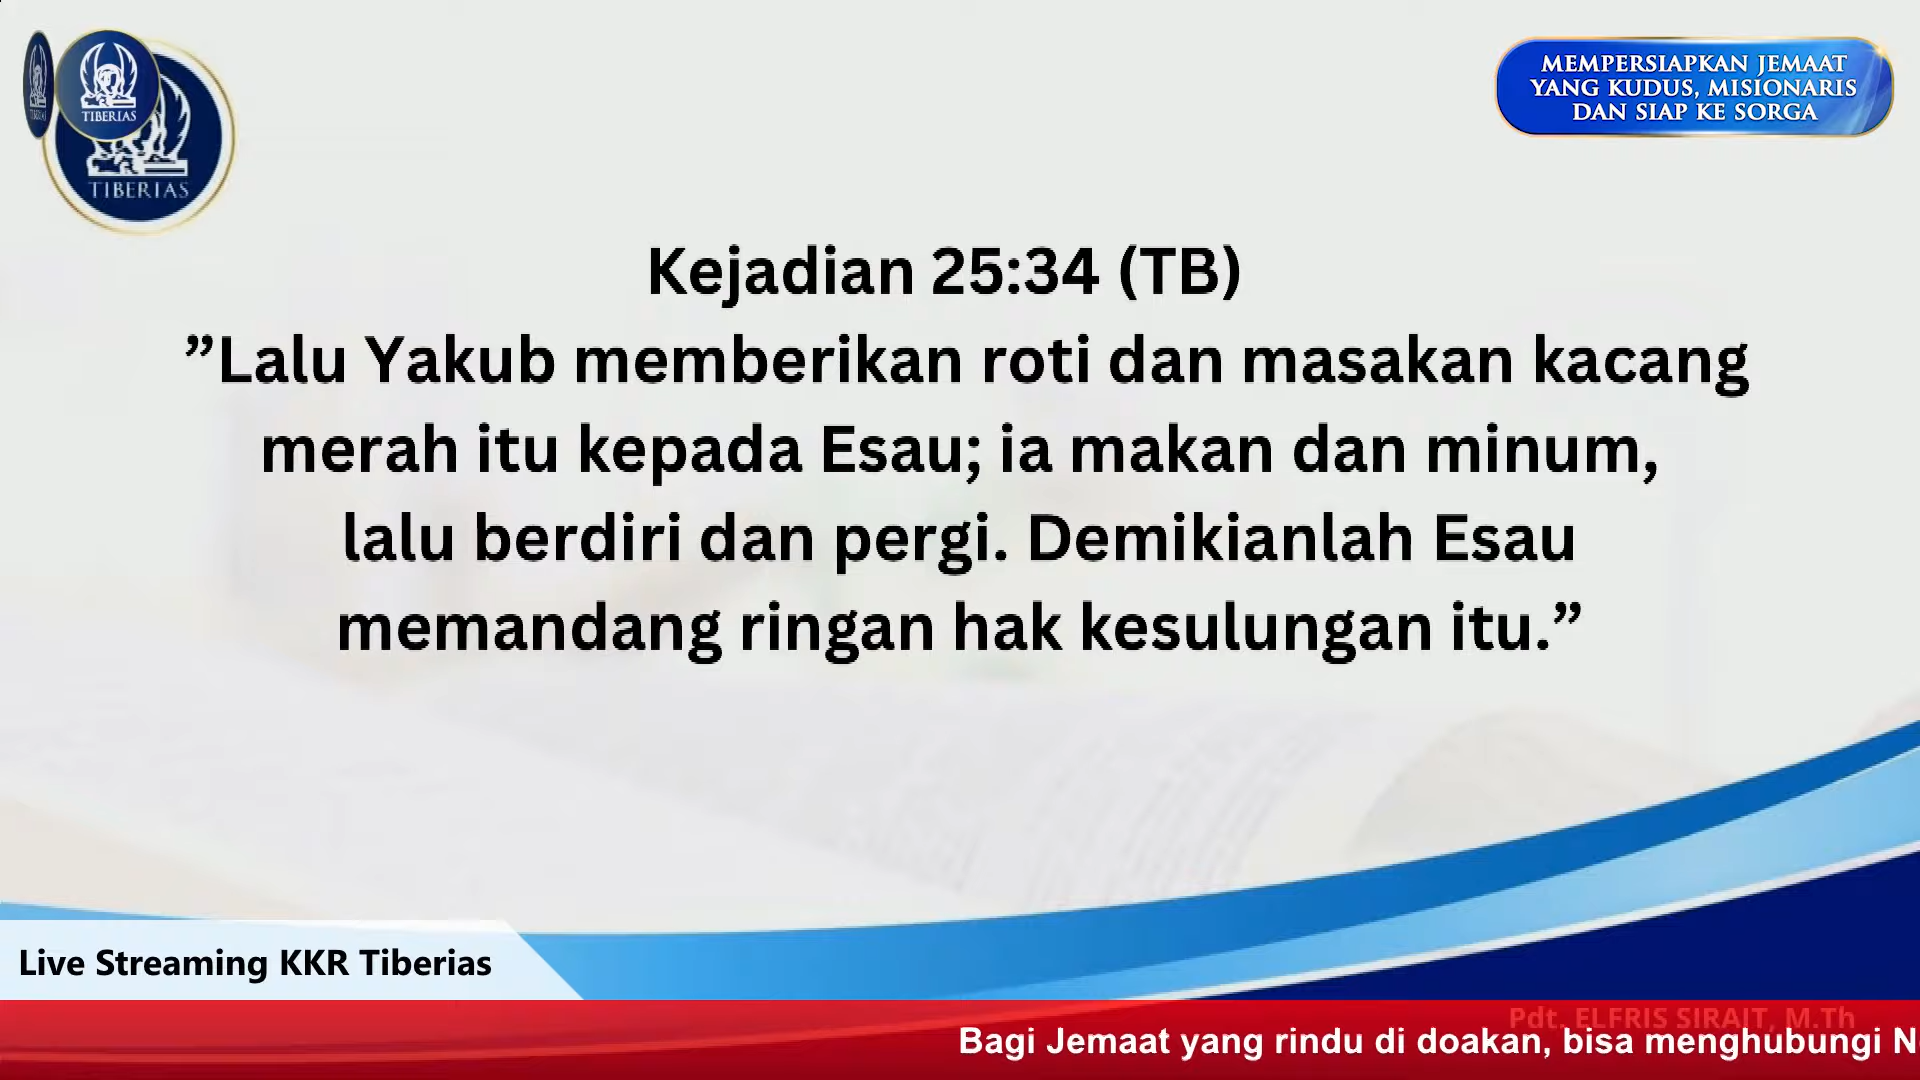 TIBERIAS
TIBERIAS
MEMPERSIAPKAN JEMAAT
YANG KUDUS, MISIONARIS
DAN SIAP KE SORGA
Kejadian 25:34 (TB)
”Lalu Yakub memberikan roti dan masakan kacang
merah itu kepada Esau; ia makan dan minum,
lalu berdiri dan pergi. Demikianlah Esau
memandang ringan hak kesulungan itu.”
Live Streaming KKR Tiberias
Pdt. ELFRIS SIRAIT, M.Th
Bagi Jemaat yang rindu di doakan, bisa menghubungi